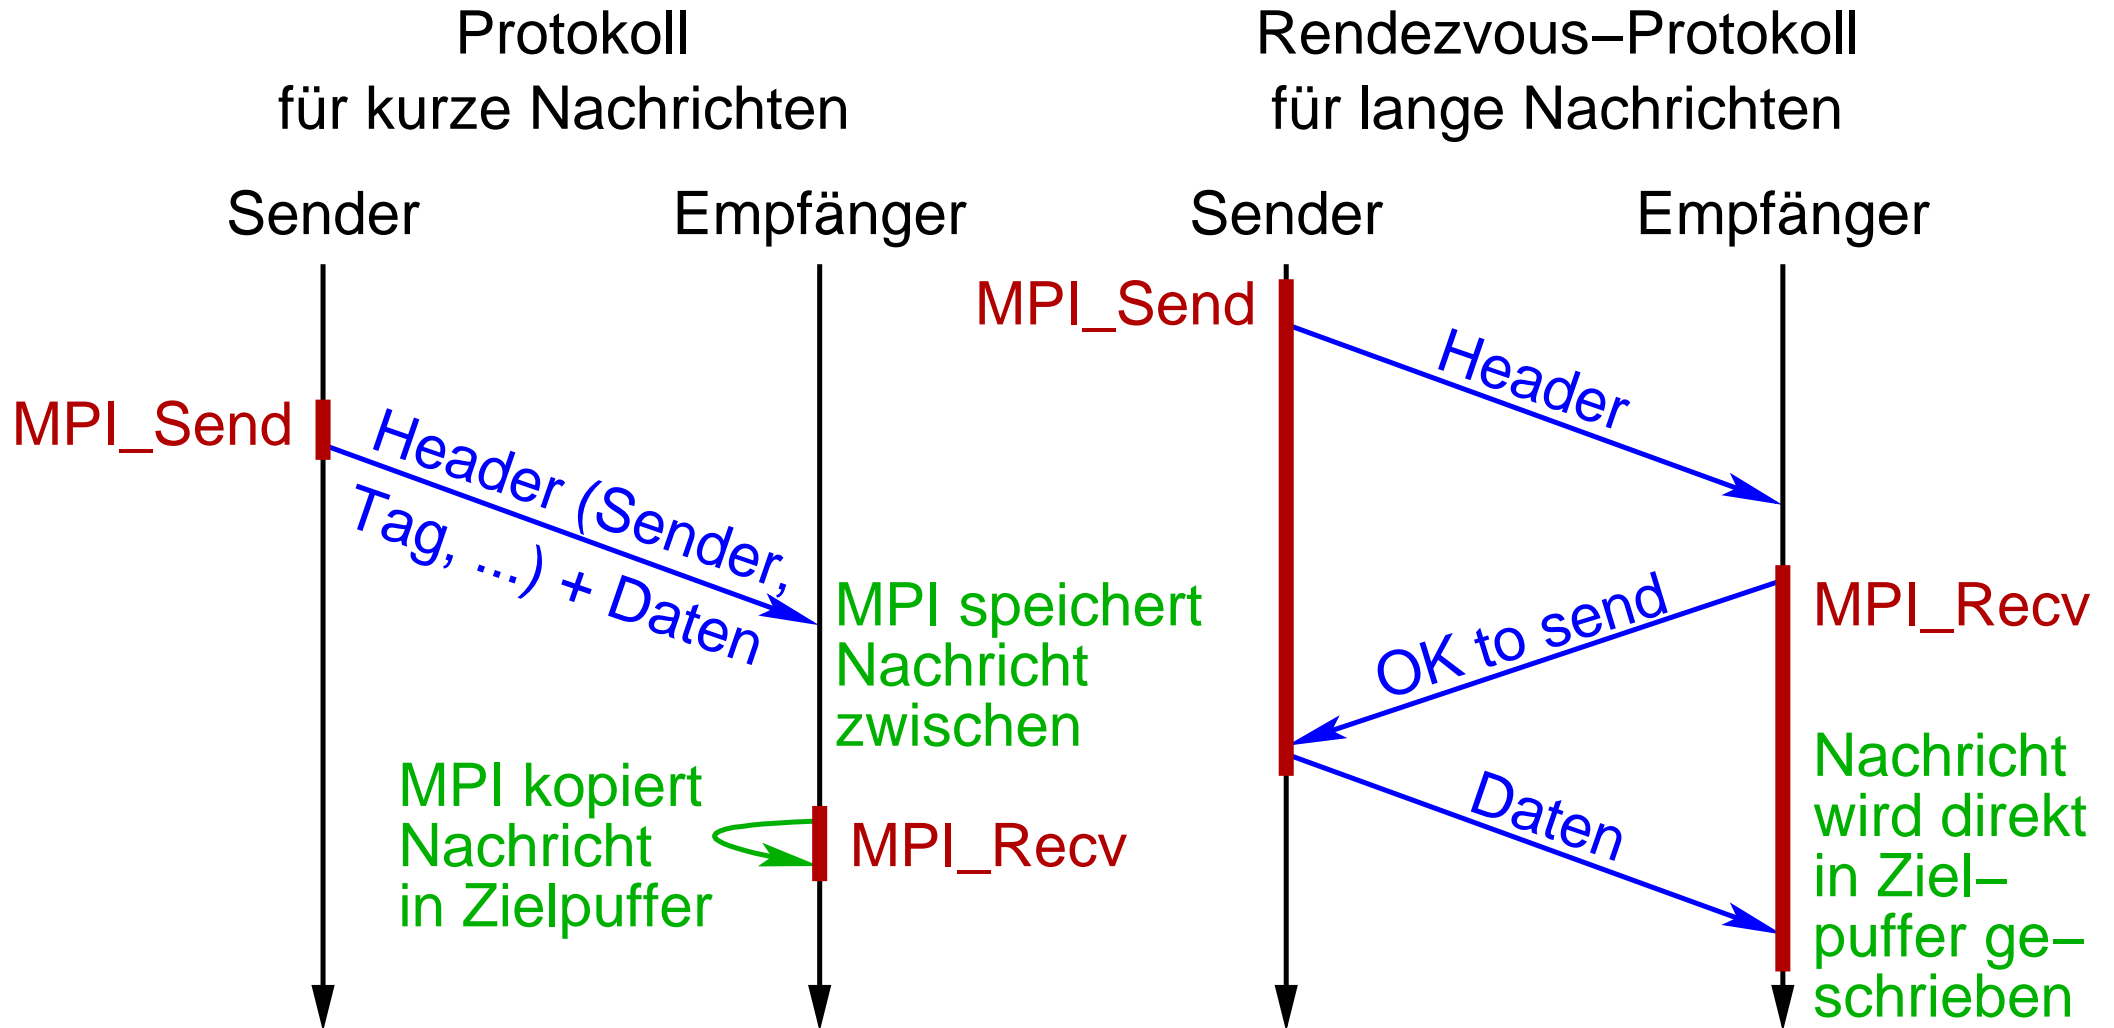 Protokoll
für kurze Nachrichten
Sender
Empfänger
MPI_Send
Header (Sender,
Tag, ...) + Daten
MPI speichert
Nachricht
zwischen
MPI kopiert
Nachricht
in Zielpuffer
MPI_Recv
Rendezvous–Protokoll
für lange Nachrichten
Sender
Empfänger
MPI_Send
Header
MPI_Recv
OK to send
Daten
Nachricht
wird direkt
in Ziel–
puffer ge–
schrieben